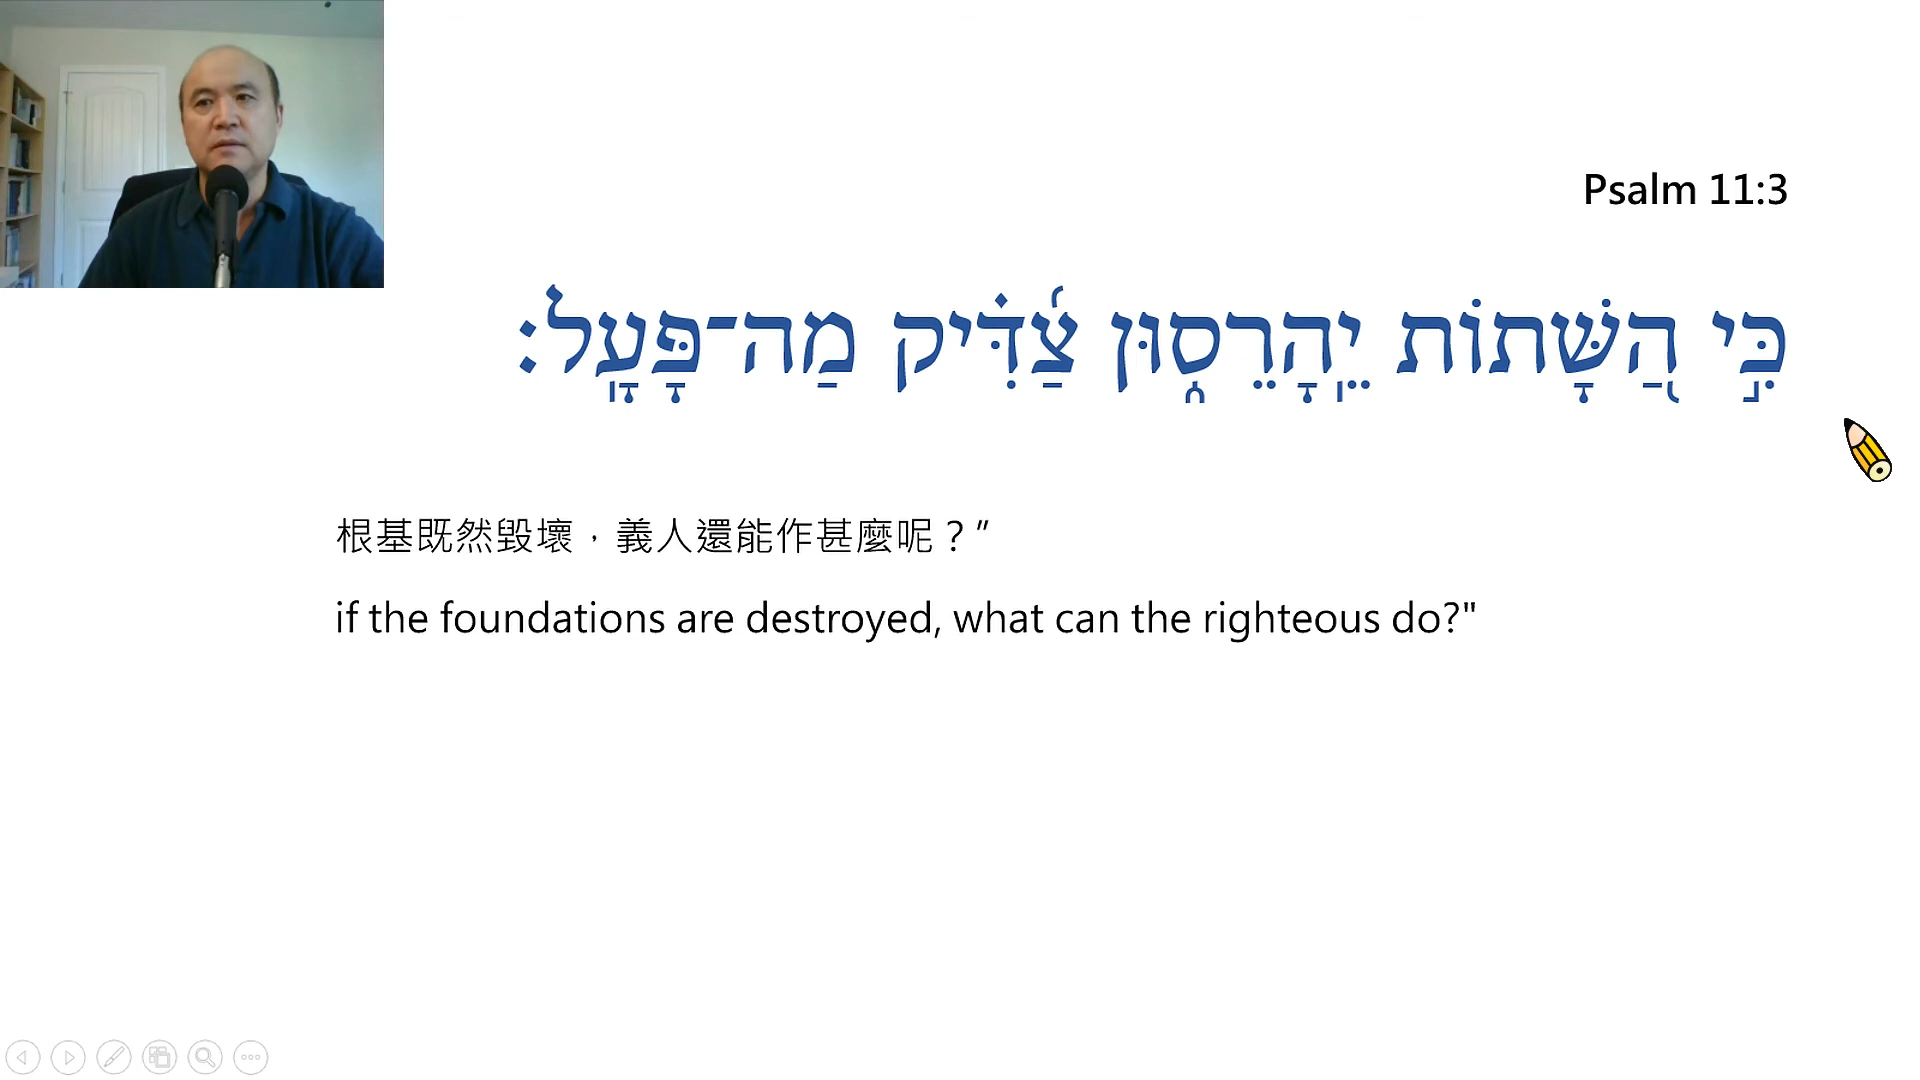 Psalm 11:3
כִּ֣י הַ֭שָּׁתוֹת יֵֽהָרֵס֑וּן צַ֝דִּ֗יק מַה־פָּעָֽל׃
根基既然毀壞，義人還能作甚麼呢？”
if the foundations are destroyed, what can the righteous do?"